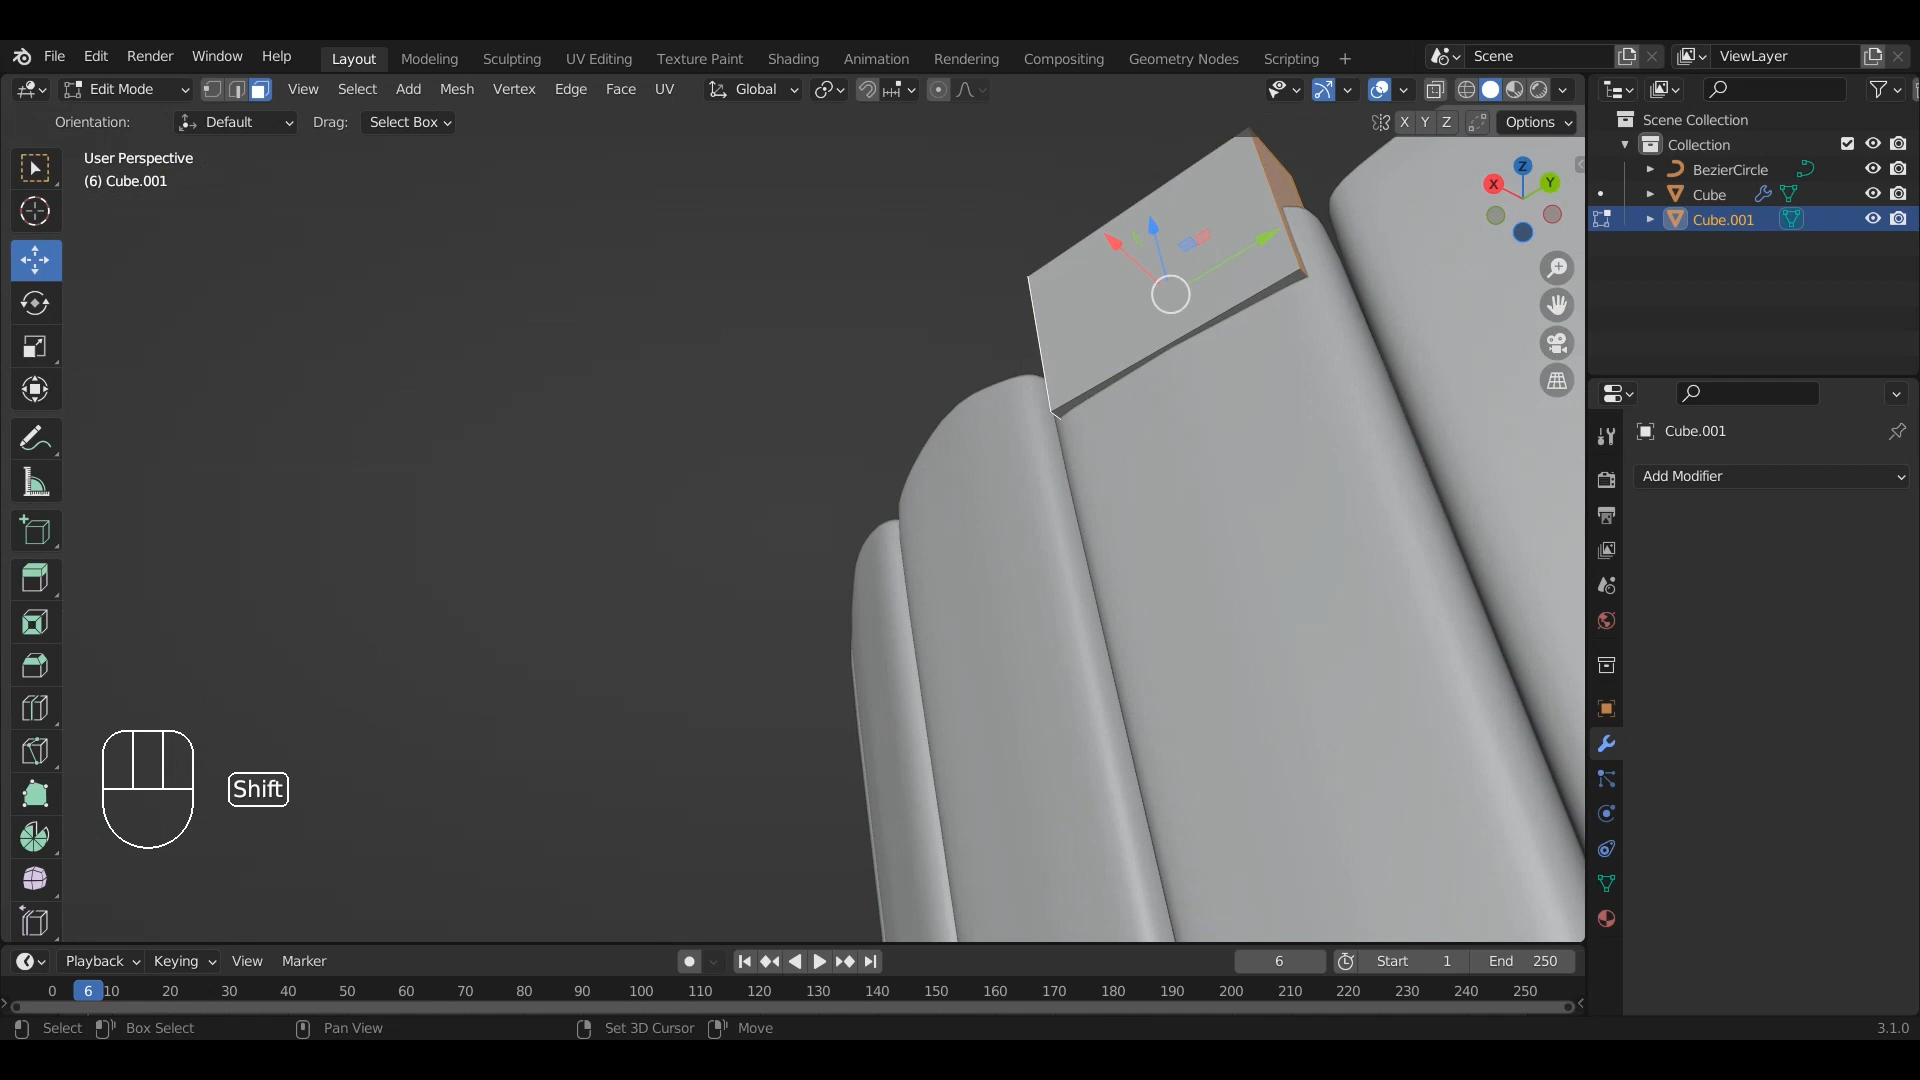 File Edit Render Window Help Layout Modeling Sculpting UV Editing Texture Paint Shading Animation Rendering Compositing Geometry Nodes Scripting + Scene ViewLayer
Edit Mode View Select Add Mesh Vertex Edge Face UV Global
Orientation: Default Drag: Select Box X Y Z Options
User Perspective
(6) Cube.001
Z
X Y
Scene Collection
Collection
BezierCircle
Cube
Cube.001
Cube.001
Add Modifier
Shift
Playback Keying View Marker 6 Start 1 End 250
0 6 10 20 30 40 50 60 70 80 90 100 110 120 130 140 150 160 170 180 190 200 210 220 230 240 250
Select Box Select Pan View Set 3D Cursor Move 3.1.0